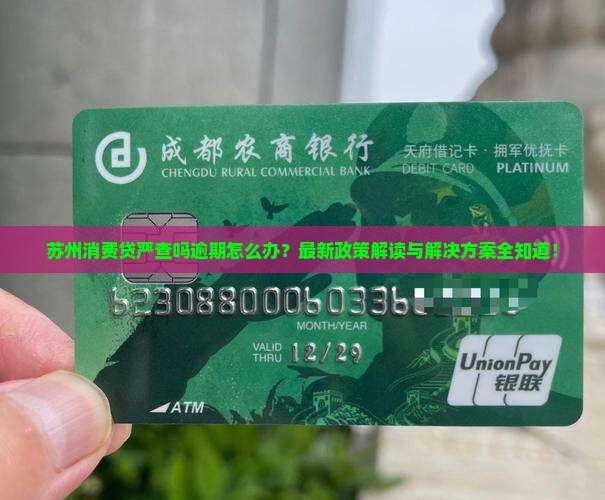 成都农商银行
CHENGDU RURAL COMMERCIAL BANK
天府借记卡·拥军优抚卡
DEBIT CARD PLATINUM
苏州消费贷严查吗逾期怎么办？最新政策解读与解决方案全知道！
MONTH/YEAR
VALID THRU 12/29
UnionPay
银联
ATM